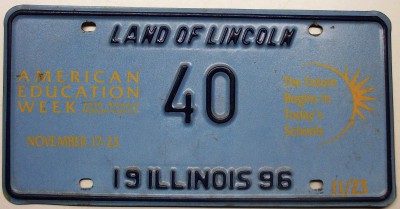 LAND OF LINCOLN
AMERICAN
EDUCATION
WEEK
NOVEMBER 17-23
40
Our Future
Begins in
Today's
Schools
19 ILLINOIS 96
11/23